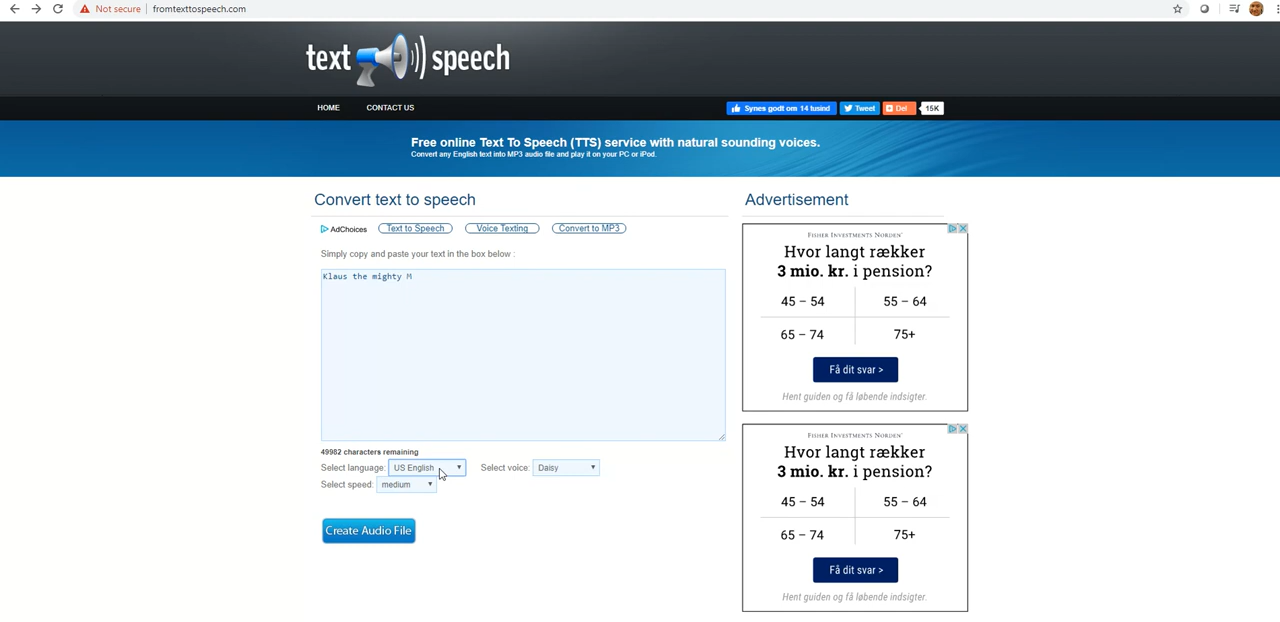 Not secure fromtexttospeech.com
text speech
HOME CONTACT US
Synes godt om 14 tusind Tweet Del 15K
Free online Text To Speech (TTS) service with natural sounding voices.
Convert any English text into MP3 audio file and play it on your PC or iPod.
Convert text to speech
AdChoices Text to Speech Voice Texting Convert to MP3
Simply copy and paste your text in the box below :
Klaus the mighty M
49982 characters remaining
Select language: US English Select voice: Daisy
Select speed: medium
Create Audio File
Advertisement
FISHER INVESTMENTS NORDEN
Hvor langt rækker
3 mio. kr. i pension?
45 – 54 55 – 64
65 – 74 75+
Få dit svar >
Hent guiden og få løbende indsigter.
FISHER INVESTMENTS NORDEN
Hvor langt rækker
3 mio. kr. i pension?
45 – 54 55 – 64
65 – 74 75+
Få dit svar >
Hent guiden og få løbende indsigter.